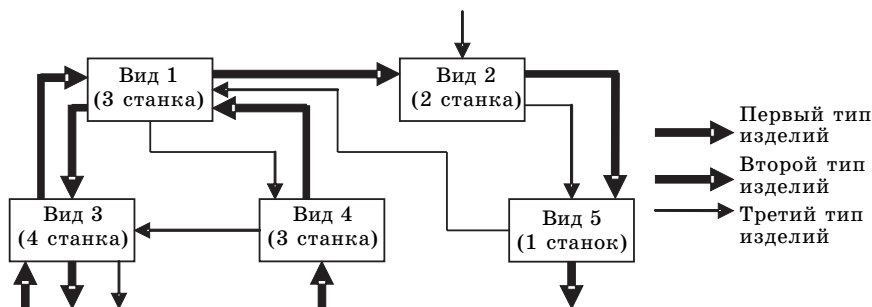 Вид 1
(3 станка)
Вид 2
(2 станка)
Первый тип
изделий
Второй тип
изделий
Третий тип
изделий
Вид 3
(4 станка)
Вид 4
(3 станка)
Вид 5
(1 станок)